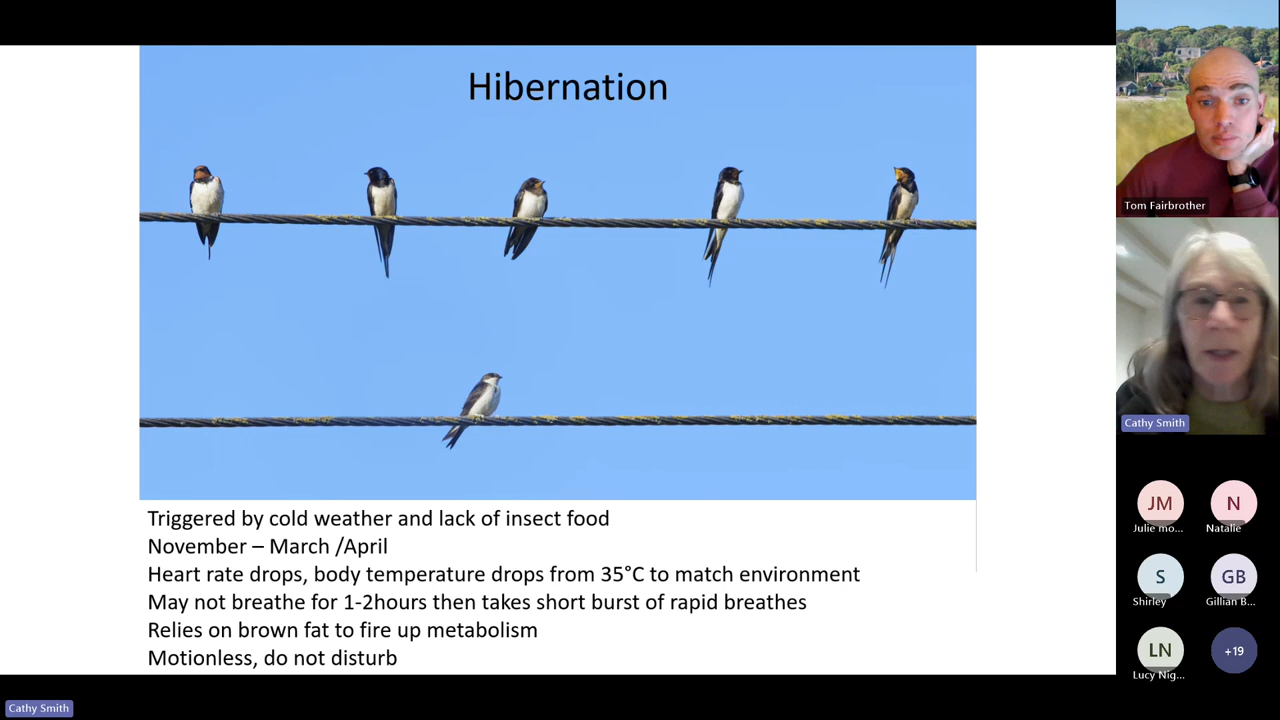 Hibernation
Triggered by cold weather and lack of insect food
November – March /April
Heart rate drops, body temperature drops from 35°C to match environment
May not breathe for 1-2hours then takes short burst of rapid breathes
Relies on brown fat to fire up metabolism
Motionless, do not disturb
Cathy Smith
Tom Fairbrother
Cathy Smith
JM
Julie mo...
N
Natalie
S
Shirley
GB
Gillian B...
LN
Lucy Nig...
+19